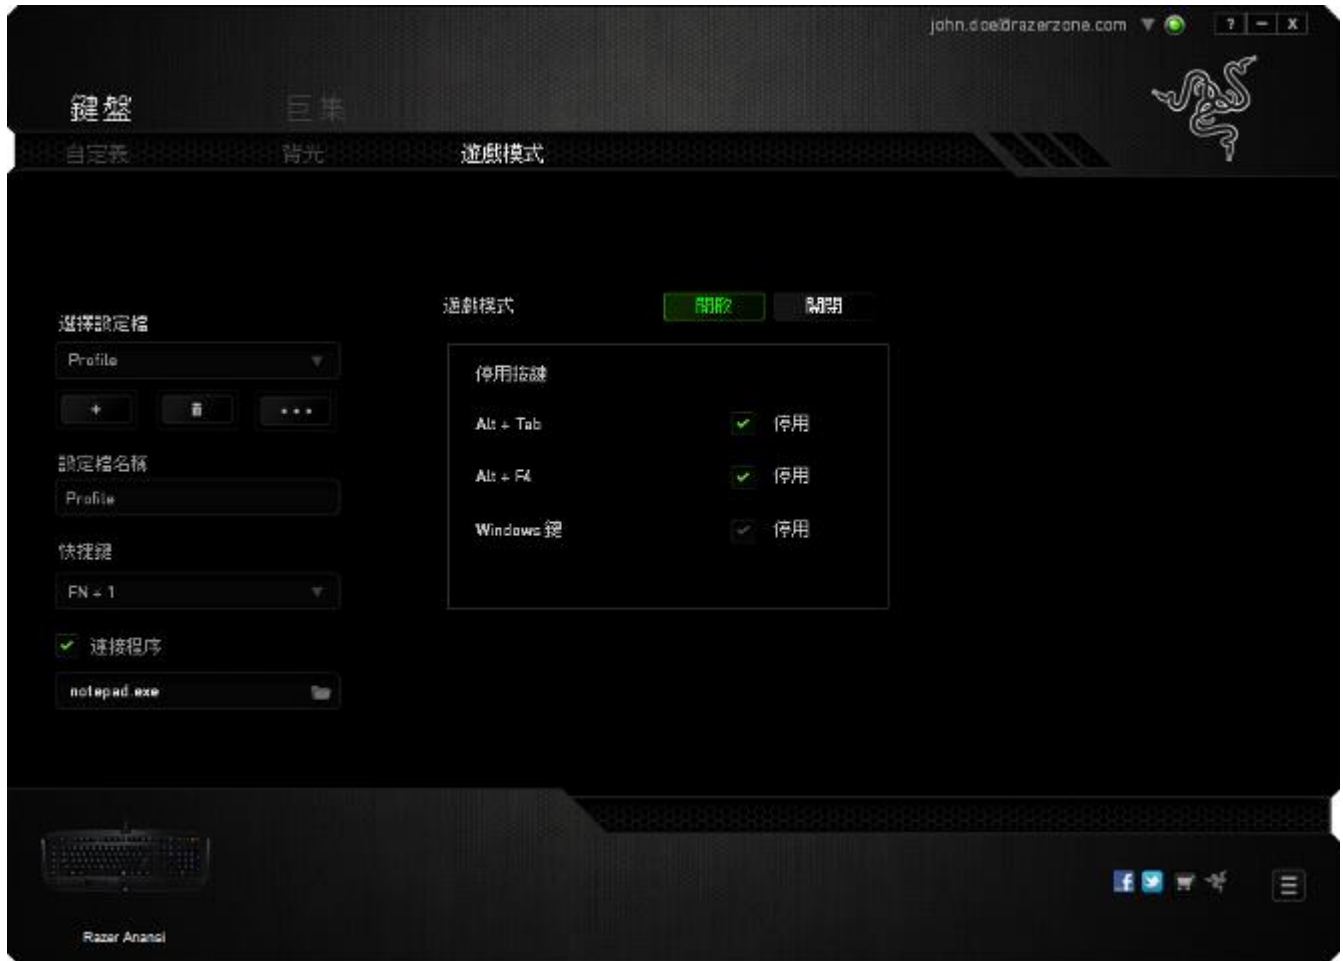 john.doe@razerzone.com
? — X
鍵盤 巨集
自定義 背光 遊戲模式
遊戲模式 開啟 關閉
選擇設定檔
Profile
停用按鍵
Alt + Tab 停用
設定檔名稱
Alt + F4 停用
Profile
Windows 鍵 停用
快捷鍵
FN + 1
連接程序
notepad.exe
Razer Anansi